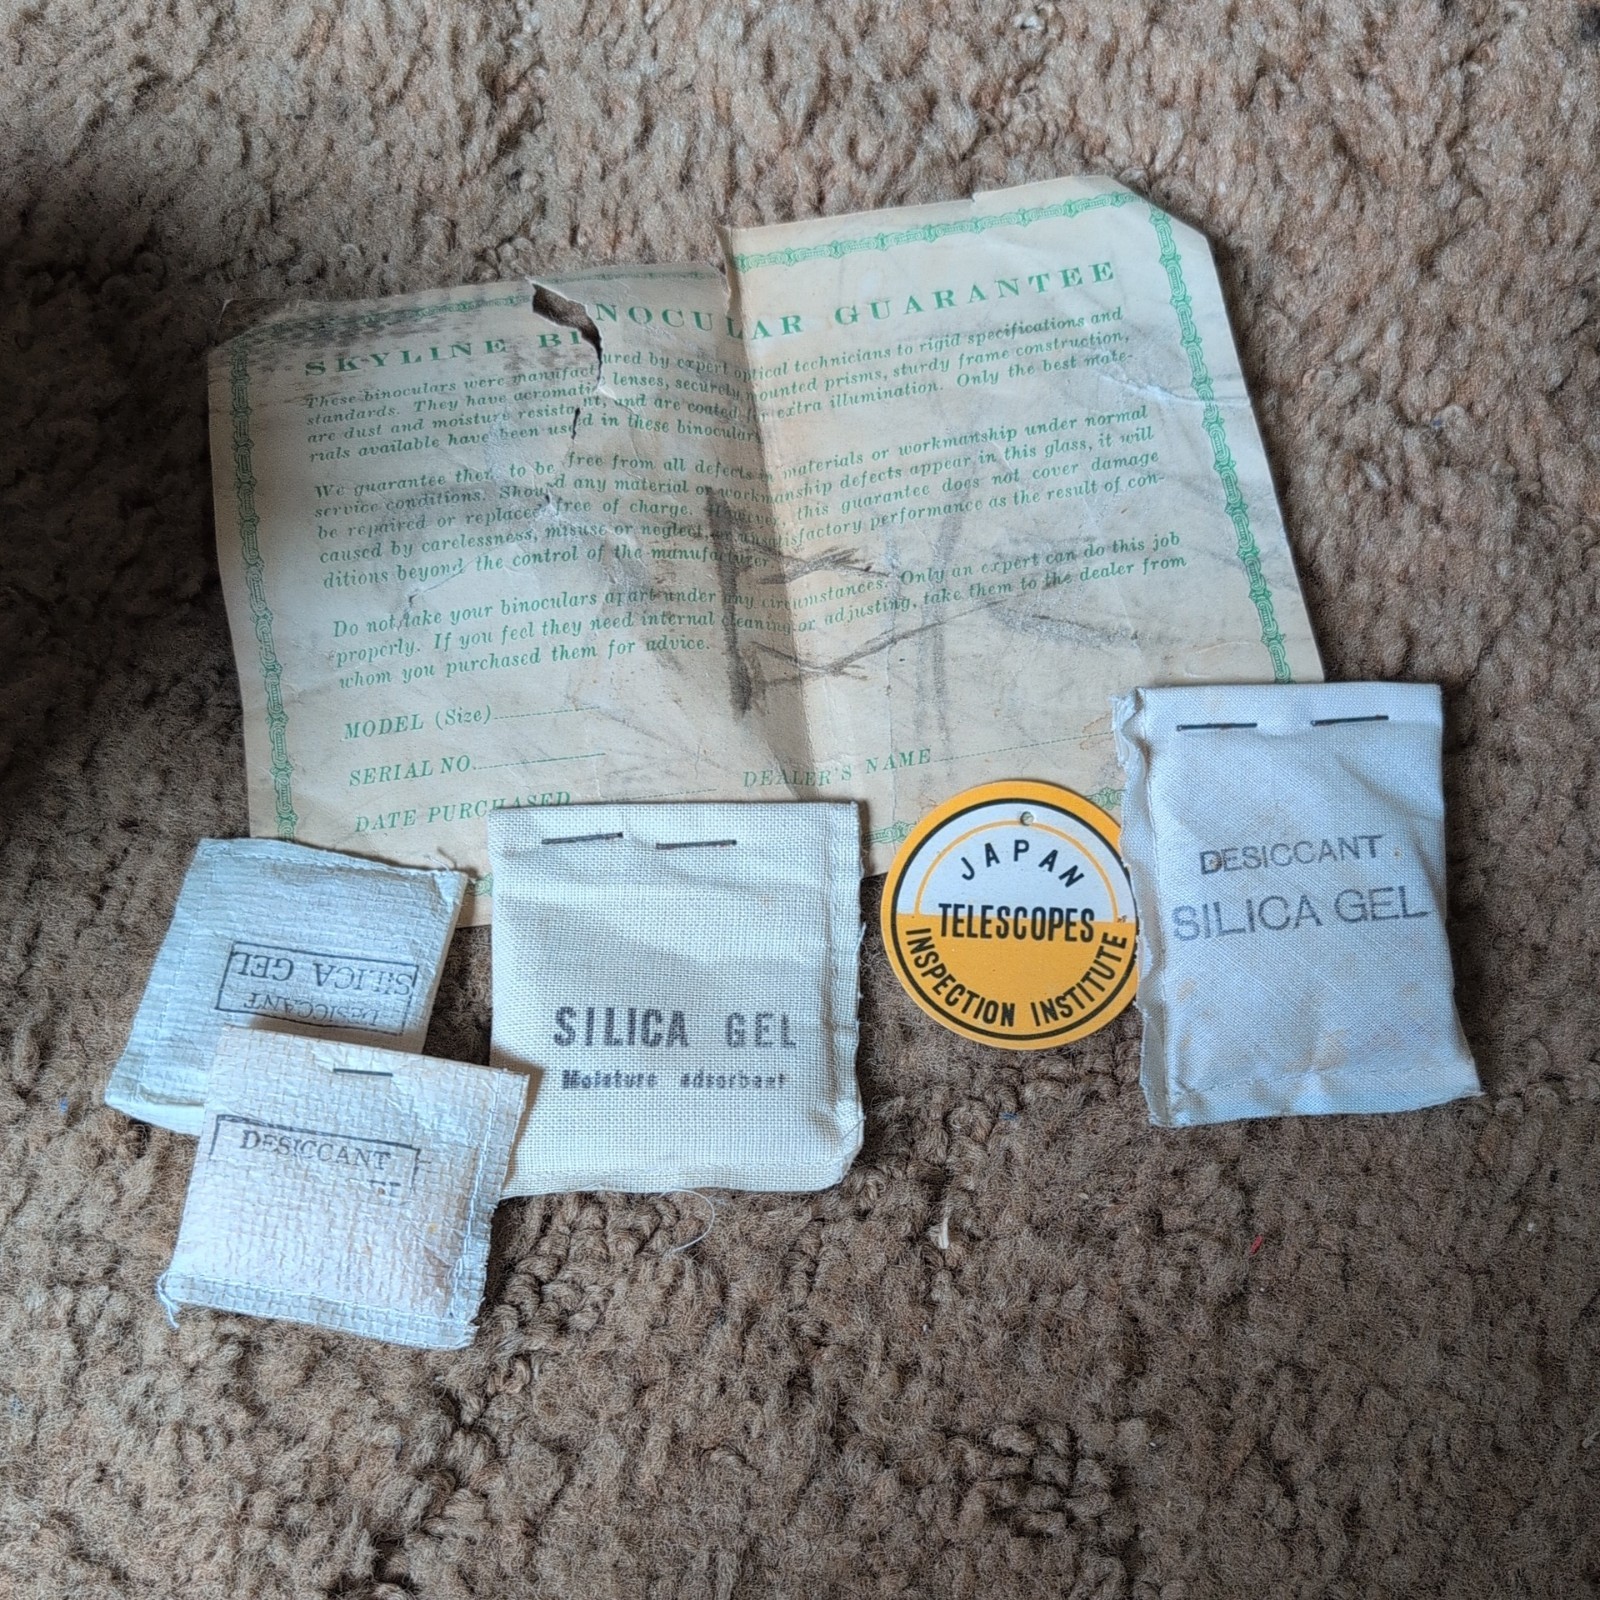 SKYLINE BINOCULAR GUARANTEE
These binoculars were manufactured by expert optical technicians to rigid specifications and
standards. They have acromatic lenses, securely mounted prisms, sturdy frame construction,
are dust and moisture resistant, and are coated for extra illumination. Only the best mate-
rials available have been used in these binoculars
We guarantee them to be free from all defects in materials or workmanship under normal
service conditions. Should any material or workmanship defects appear in this glass, it will
be repaired or replaced free of charge. However, this guarantee does not cover damage
caused by carelessness, misuse or neglect, or unsatisfactory performance as the result of con-
ditions beyond the control of the manufacturer
Do not take your binoculars apart under any circumstances. Only an expert can do this job
properly. If you feel they need internal cleaning or adjusting, take them to the dealer from
whom you purchased them for advice.
MODEL (Size)
SERIAL NO.
DEALER'S NAME
DATE PURCHASED
SILICA GEL
DESICCANT
DESICCANT
SILICA GEL
Moisture adsorbent
JAPAN
TELESCOPES
INSPECTION INSTITUTE
DESICCANT
SILICA GEL